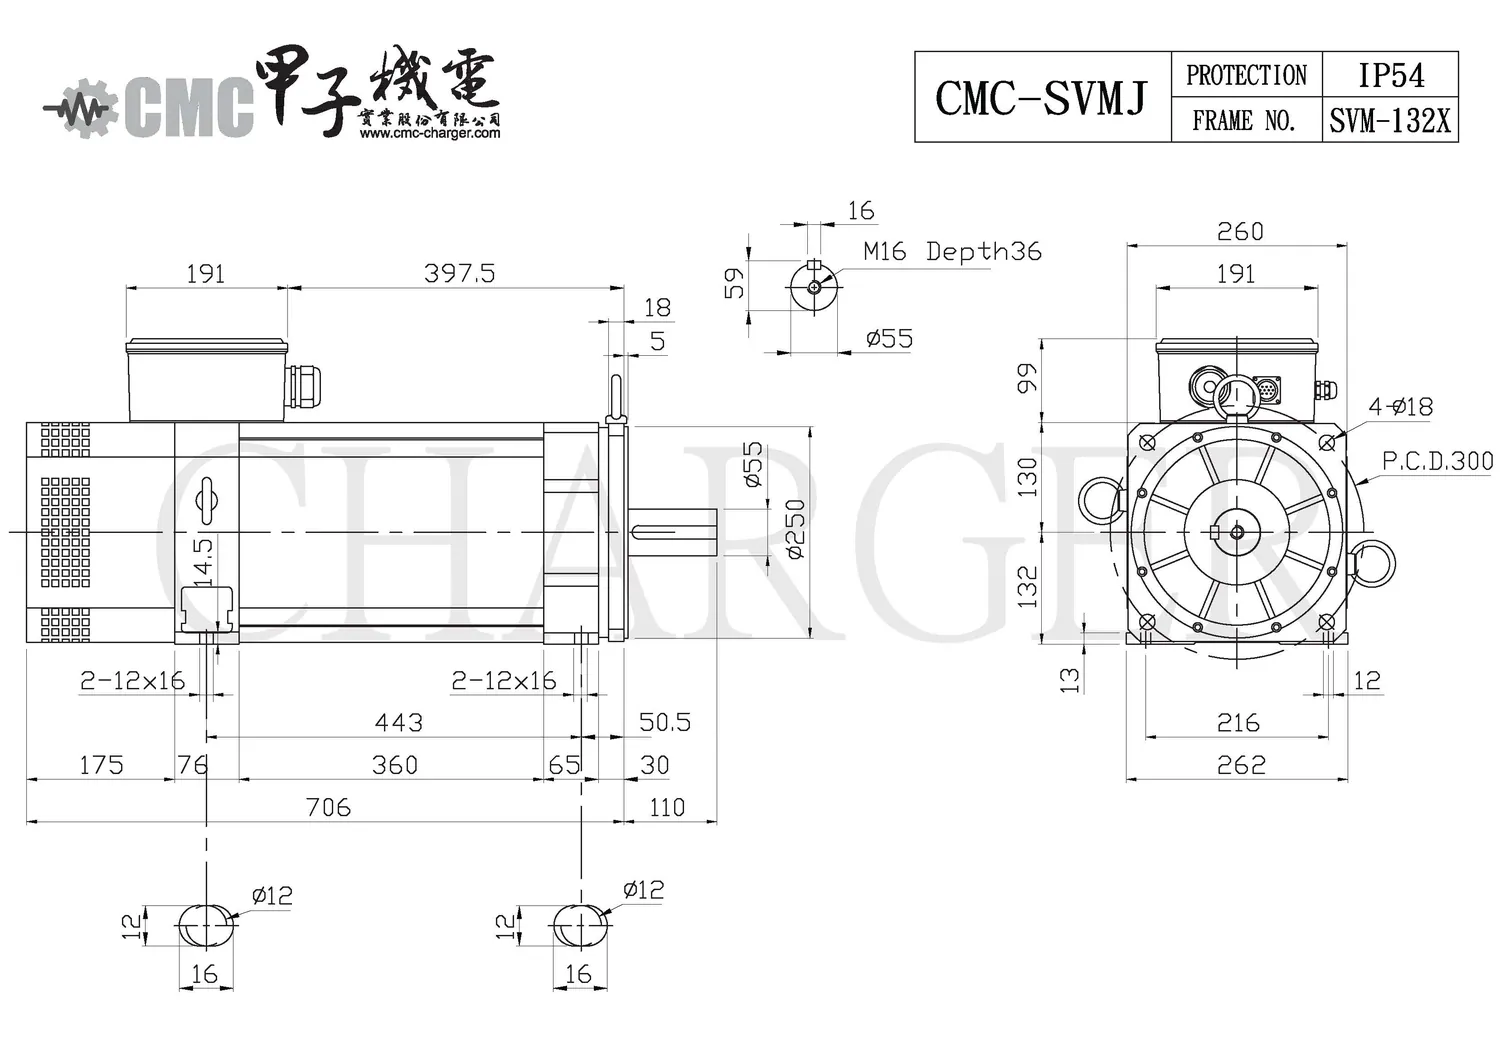 CMC 甲子機電
實業股份有限公司
www.cmc-charger.com
CMC-SVMJ
PROTECTION
IP54
FRAME NO.
SVM-132X
16
M16 Depth36
59
Ø55
191
397.5
18
5
Ø55
Ø250
14.5
2-12x16
2-12x16
443
50.5
175
76
360
65
30
706
110
Ø12
12
16
Ø12
12
16
260
191
99
4-Ø18
P.C.D.300
130
132
13
12
216
262
CHARGER